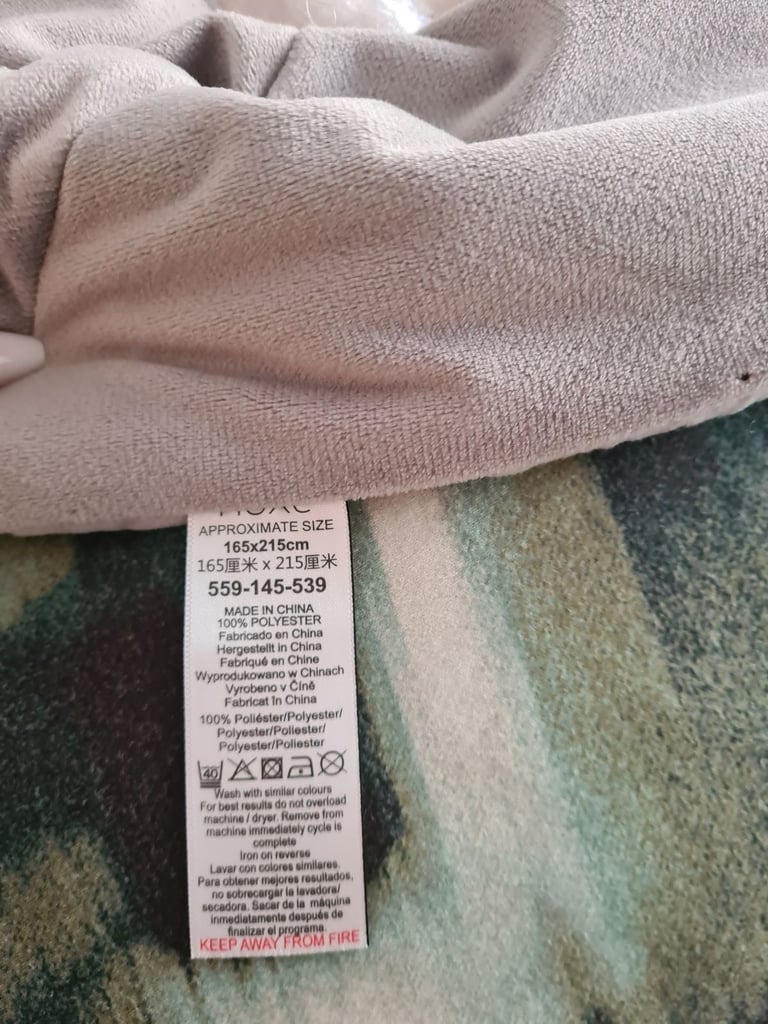 APPROXIMATE SIZE
165x215cm
165厘米 x 215厘米
559-145-539
MADE IN CHINA
100% POLYESTER
Fabricado en China
Hergestellt in China
Fabriqué en Chine
Wyprodukowano w Chinach
Vyrobeno v Číně
Fabricat în China
100% Poliéster/Polyester/
Polyester/Poliester/
Polyester/Poliester
40
Wash with similar colours
For best results do not overload
machine / dryer. Remove from
machine immediately cycle is
complete
Iron on reverse
Lavar con colores similares.
Para obtener mejores resultados,
no sobrecargar la lavadora/
secadora. Sacar de la máquina
inmediatamente después de
finalizar el programa.
KEEP AWAY FROM FIRE